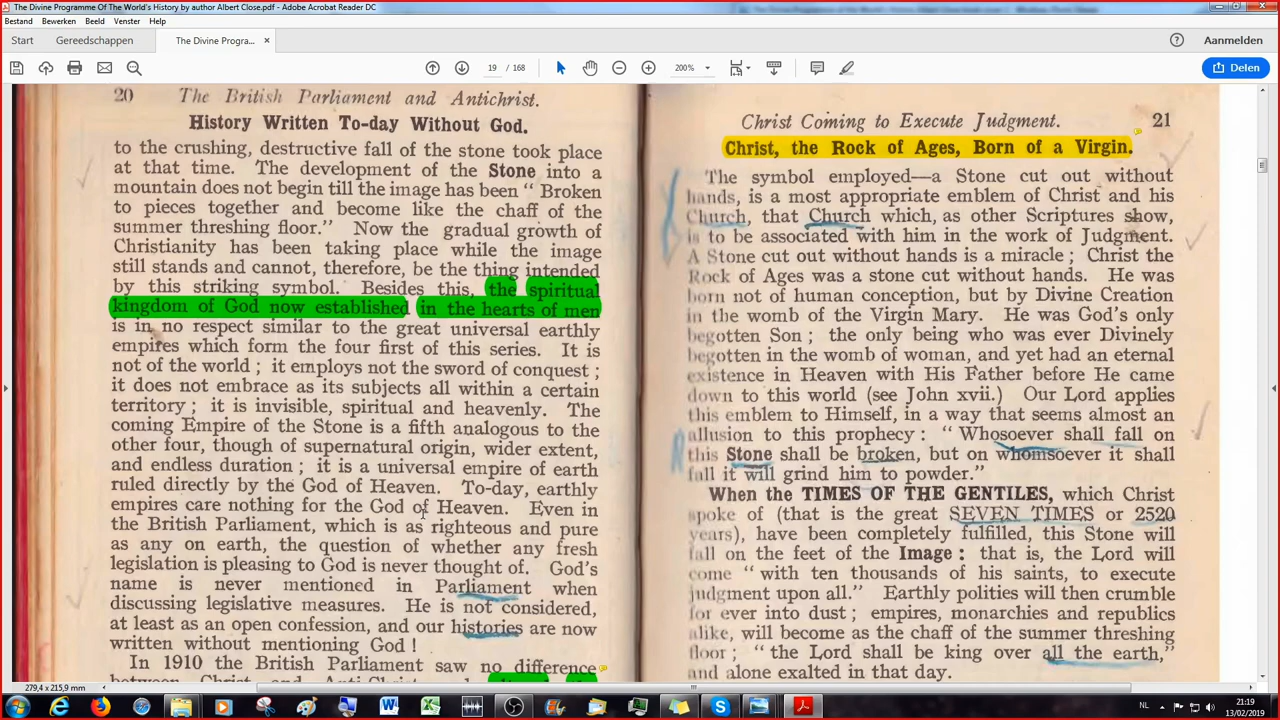 The Divine Programme Of The World's History by author Albert Close.pdf - Adobe Acrobat Reader DC
Bestand Bewerken Beeld Venster Help
Start Gereedschappen The Divine Progra... ×
Aanmelden
19 / 168
200%
Delen
20 The British Parliament and Antichrist.
History Written To-day Without God.
to the crushing, destructive fall of the stone took place
at that time. The development of the Stone into a
mountain does not begin till the image has been " Broken
to pieces together and become like the chaff of the
summer threshing floor." Now the gradual growth of
Christianity has been taking place while the image
still stands and cannot, therefore, be the thing intended
by this striking symbol. Besides this, the spiritual
kingdom of God now established in the hearts of men
is in no respect similar to the great universal earthly
empires which form the four first of this series. It is
not of the world ; it employs not the sword of conquest ;
it does not embrace as its subjects all within a certain
territory ; it is invisible, spiritual and heavenly. The
coming Empire of the Stone is a fifth analogous to the
other four, though of supernatural origin, wider extent,
and endless duration ; it is a universal empire of earth
ruled directly by the God of Heaven. To-day, earthly
empires care nothing for the God of Heaven. Even in
the British Parliament, which is as righteous and pure
as any on earth, the question of whether any fresh
legislation is pleasing to God is never thought of. God's
name is never mentioned in Parliament when
discussing legislative measures. He is not considered,
at least as an open confession, and our histories are now
written without mentioning God !
In 1910 the British Parliament saw no difference
between Christ and Anti-Christ
Christ Coming to Execute Judgment. 21
Christ, the Rock of Ages, Born of a Virgin.
The symbol employed—a Stone cut out without
hands, is a most appropriate emblem of Christ and his
Church, that Church which, as other Scriptures show,
is to be associated with him in the work of Judgment.
A Stone cut out without hands is a miracle ; Christ the
Rock of Ages was a stone cut without hands. He was
born not of human conception, but by Divine Creation
in the womb of the Virgin Mary. He was God's only
begotten Son ; the only being who was ever Divinely
begotten in the womb of woman, and yet had an eternal
existence in Heaven with His Father before He came
down to this world (see John xvii.) Our Lord applies
this emblem to Himself, in a way that seems almost an
allusion to this prophecy : " Whosoever shall fall on
this Stone shall be broken, but on whomsoever it shall
fall it will grind him to powder."
When the TIMES OF THE GENTILES, which Christ
spoke of (that is the great SEVEN TIMES or 2520
years), have been completely fulfilled, this Stone will
fall on the feet of the Image : that is, the Lord will
come " with ten thousands of his saints, to execute
judgment upon all." Earthly polities will then crumble
for ever into dust ; empires, monarchies and republics
alike, will become as the chaff of the summer threshing
floor ; " the Lord shall be king over all the earth,"
and alone exalted in that day.
279,4 x 215,9 mm
NL
21:19
13/02/2019